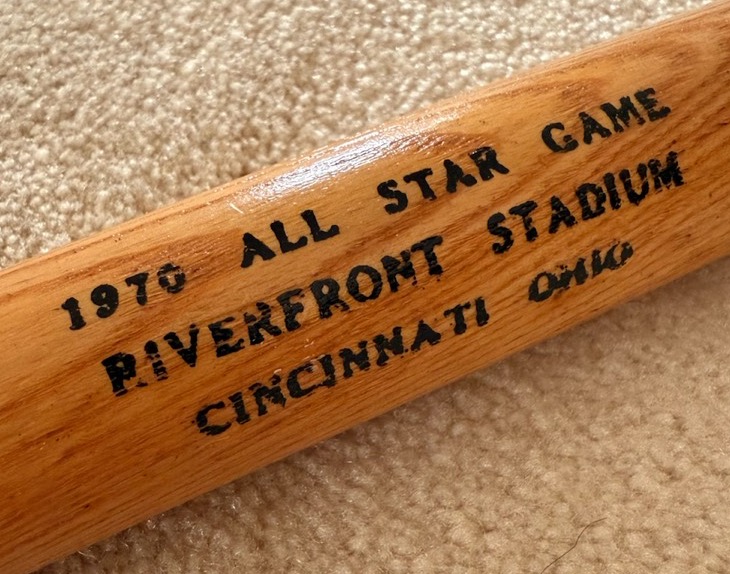 1970 ALL STAR GAME
RIVERFRONT STADIUM
CINCINNATI OHIO